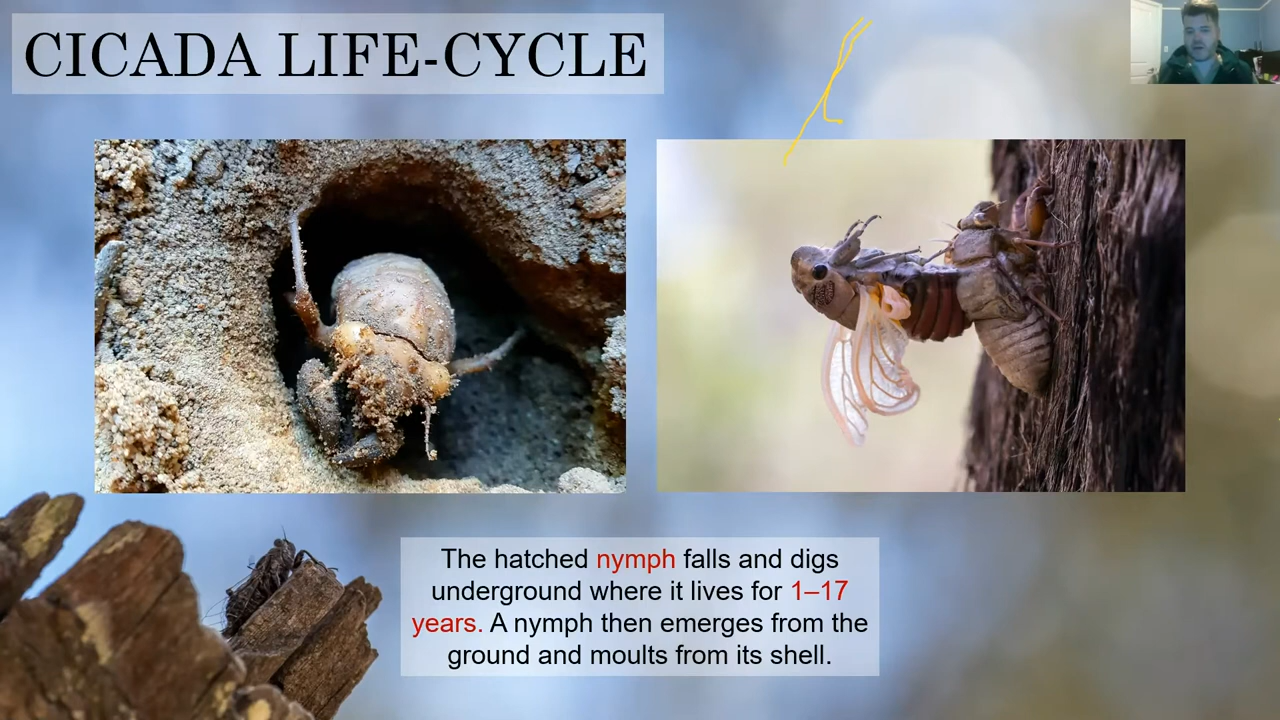 CICADA LIFE-CYCLE
The hatched nymph falls and digs
underground where it lives for 1–17
years. A nymph then emerges from the
ground and moults from its shell.